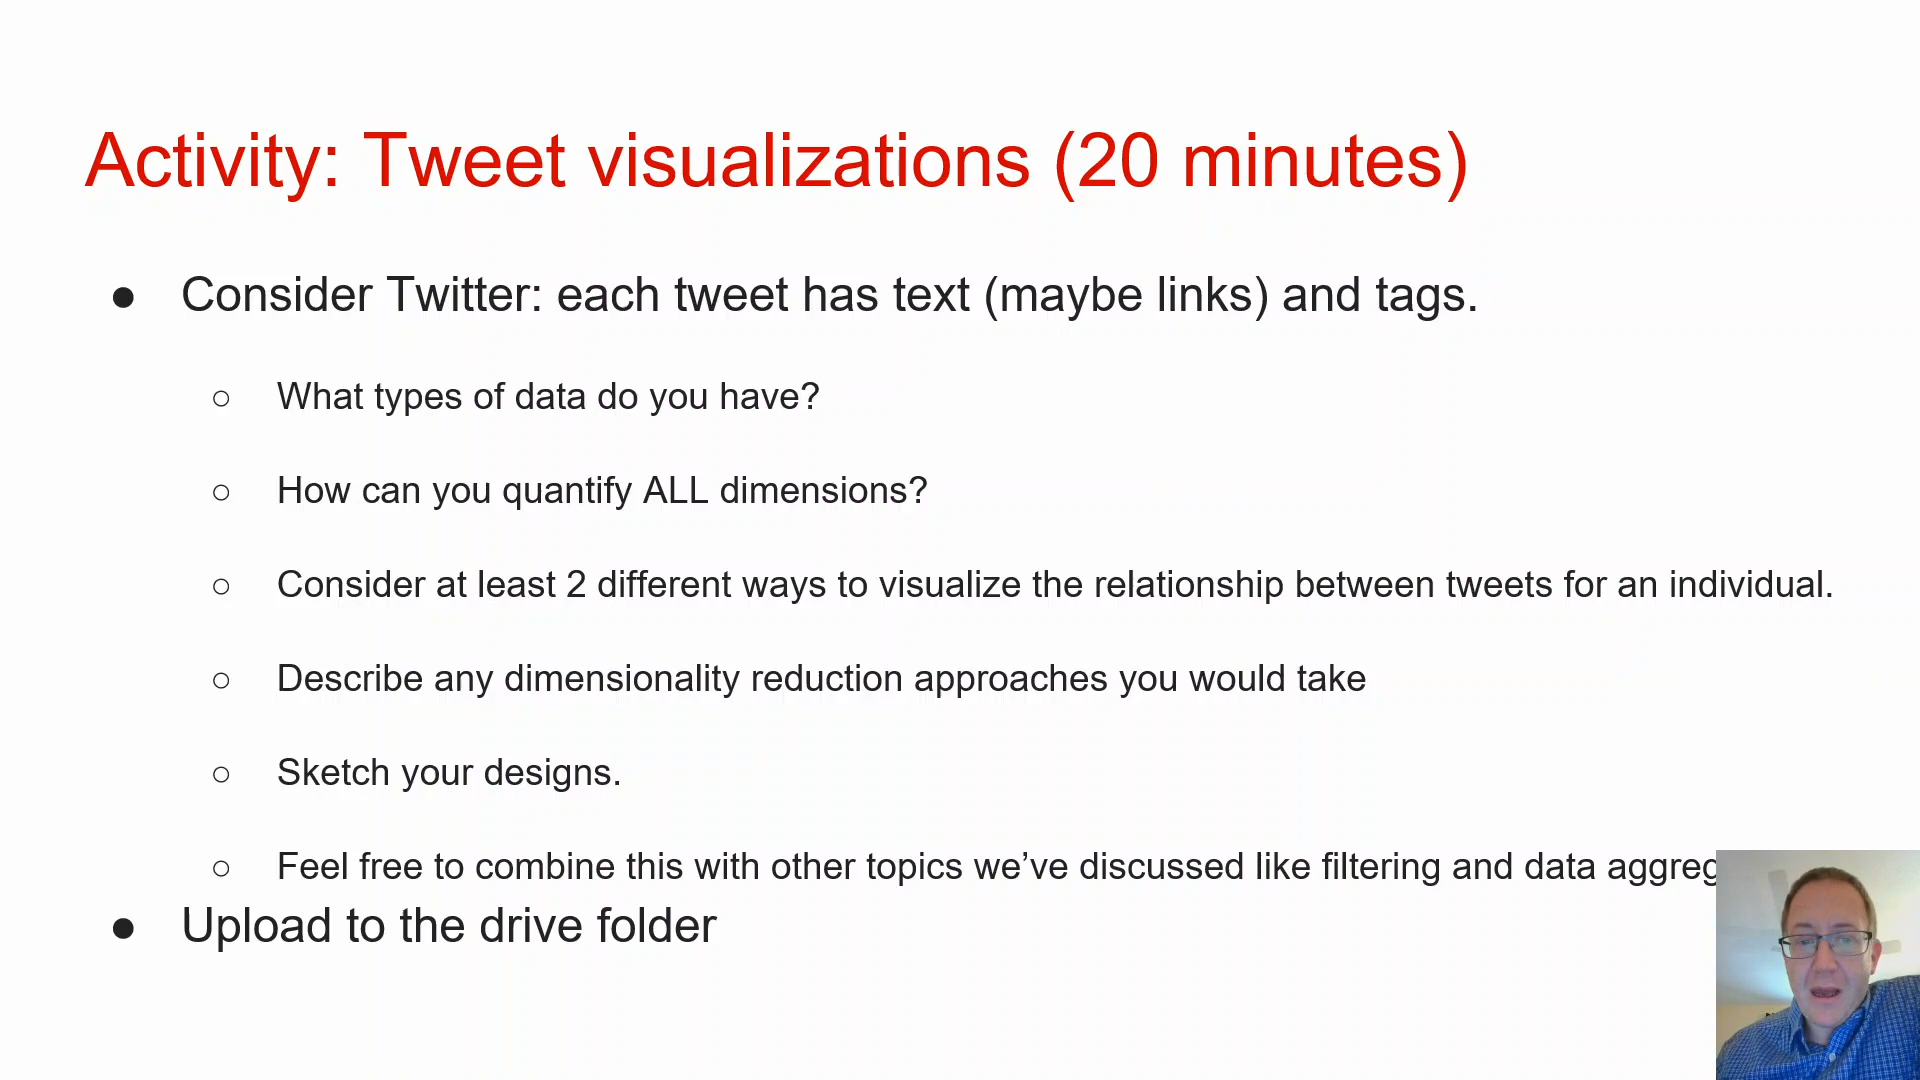 Activity: Tweet visualizations (20 minutes)
● Consider Twitter: each tweet has text (maybe links) and tags.
○ What types of data do you have?
○ How can you quantify ALL dimensions?
○ Consider at least 2 different ways to visualize the relationship between tweets for an individual.
○ Describe any dimensionality reduction approaches you would take
○ Sketch your designs.
○ Feel free to combine this with other topics we’ve discussed like filtering and data aggreg
● Upload to the drive folder